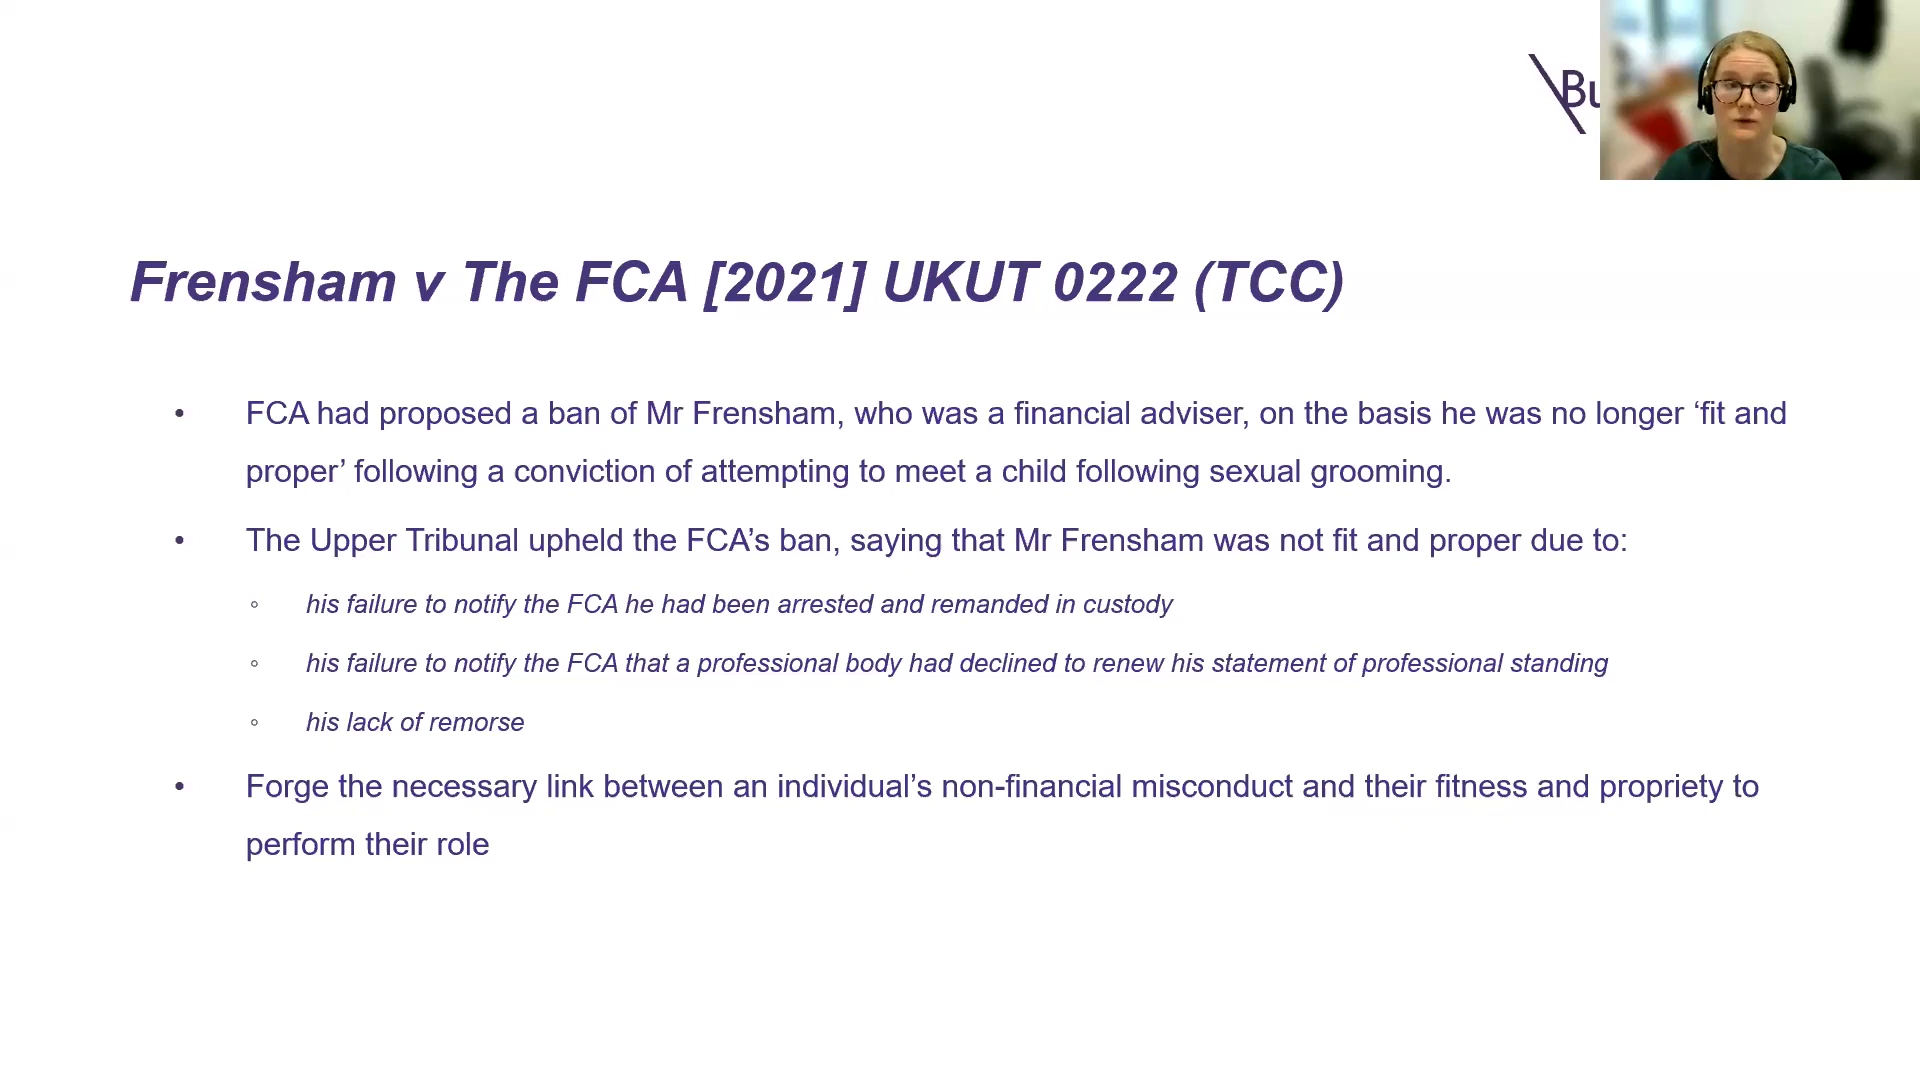 Bu
Frensham v The FCA [2021] UKUT 0222 (TCC)
• FCA had proposed a ban of Mr Frensham, who was a financial adviser, on the basis he was no longer ‘fit and
proper’ following a conviction of attempting to meet a child following sexual grooming.
• The Upper Tribunal upheld the FCA’s ban, saying that Mr Frensham was not fit and proper due to:
◦ his failure to notify the FCA he had been arrested and remanded in custody
◦ his failure to notify the FCA that a professional body had declined to renew his statement of professional standing
◦ his lack of remorse
• Forge the necessary link between an individual’s non-financial misconduct and their fitness and propriety to
perform their role